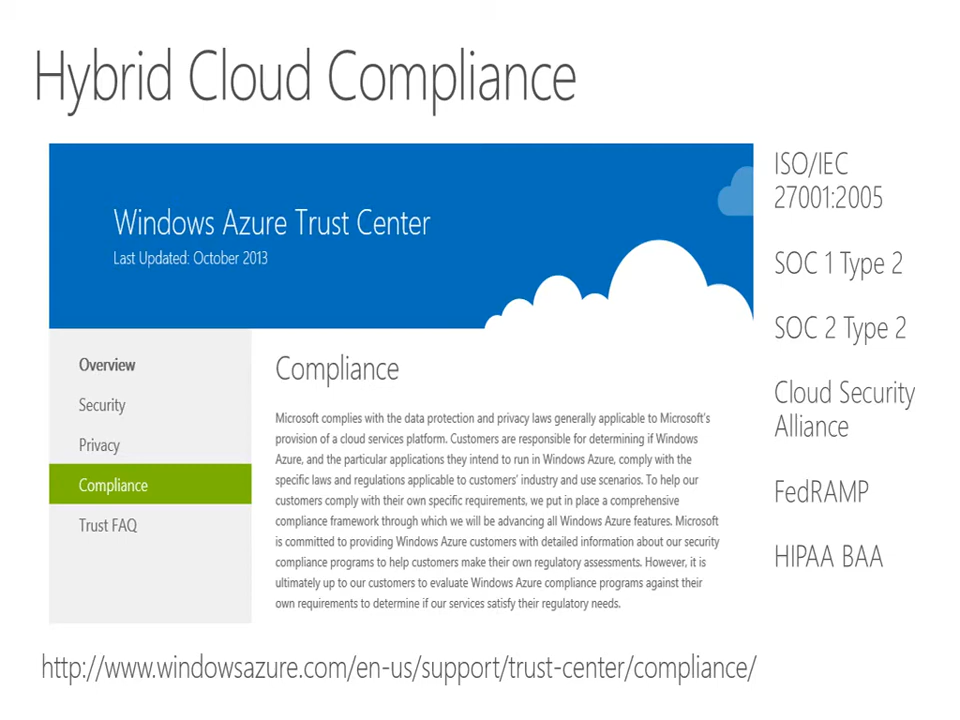 Hybrid Cloud Compliance
Windows Azure Trust Center
Last Updated: October 2013
Overview
Security
Privacy
Compliance
Trust FAQ
Compliance
Microsoft complies with the data protection and privacy laws generally applicable to Microsoft's
provision of a cloud services platform. Customers are responsible for determining if Windows
Azure, and the particular applications they intend to run in Windows Azure, comply with the
specific laws and regulations applicable to customers' industry and use scenarios. To help our
customers comply with their own specific requirements, we put in place a comprehensive
compliance framework through which we will be advancing all Windows Azure features. Microsoft
is committed to providing Windows Azure customers with detailed information about our security
compliance programs to help customers make their own regulatory assessments. However, it is
ultimately up to our customers to evaluate Windows Azure compliance programs against their
own requirements to determine if our services satisfy their regulatory needs.
ISO/IEC
27001:2005
SOC 1 Type 2
SOC 2 Type 2
Cloud Security
Alliance
FedRAMP
HIPAA BAA
http://www.windowsazure.com/en-us/support/trust-center/compliance/